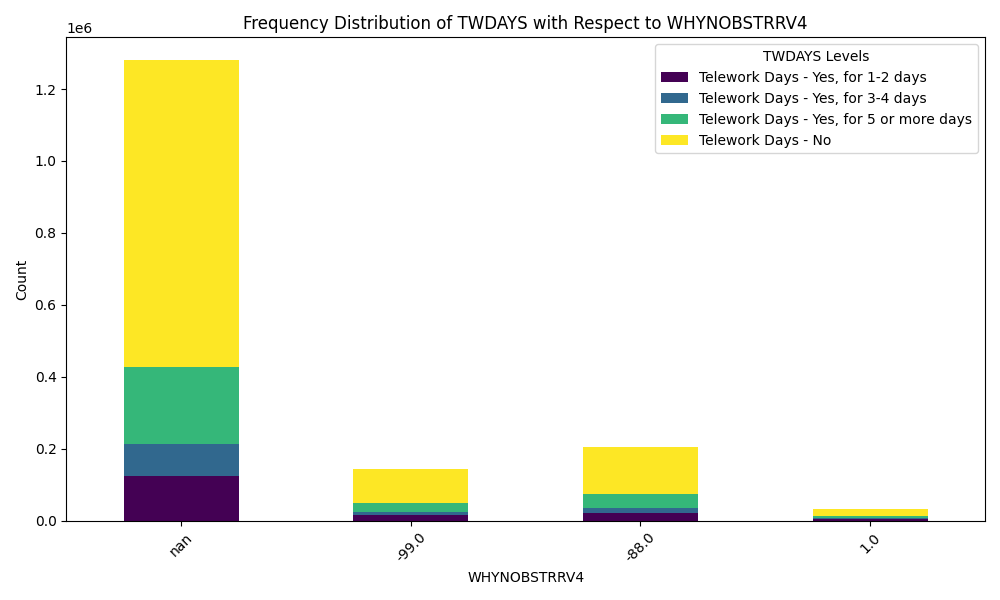 Frequency Distribution of TWDAYS with Respect to WHYNOBSTRRV4
1e6
TWDAYS Levels
Telework Days - Yes, for 1-2 days
Telework Days - Yes, for 3-4 days
Telework Days - Yes, for 5 or more days
Telework Days - No
1.2
1.0
0.8
0.6
0.4
0.2
0.0
Count
nan
-99.0
-88.0
1.0
WHYNOBSTRRV4